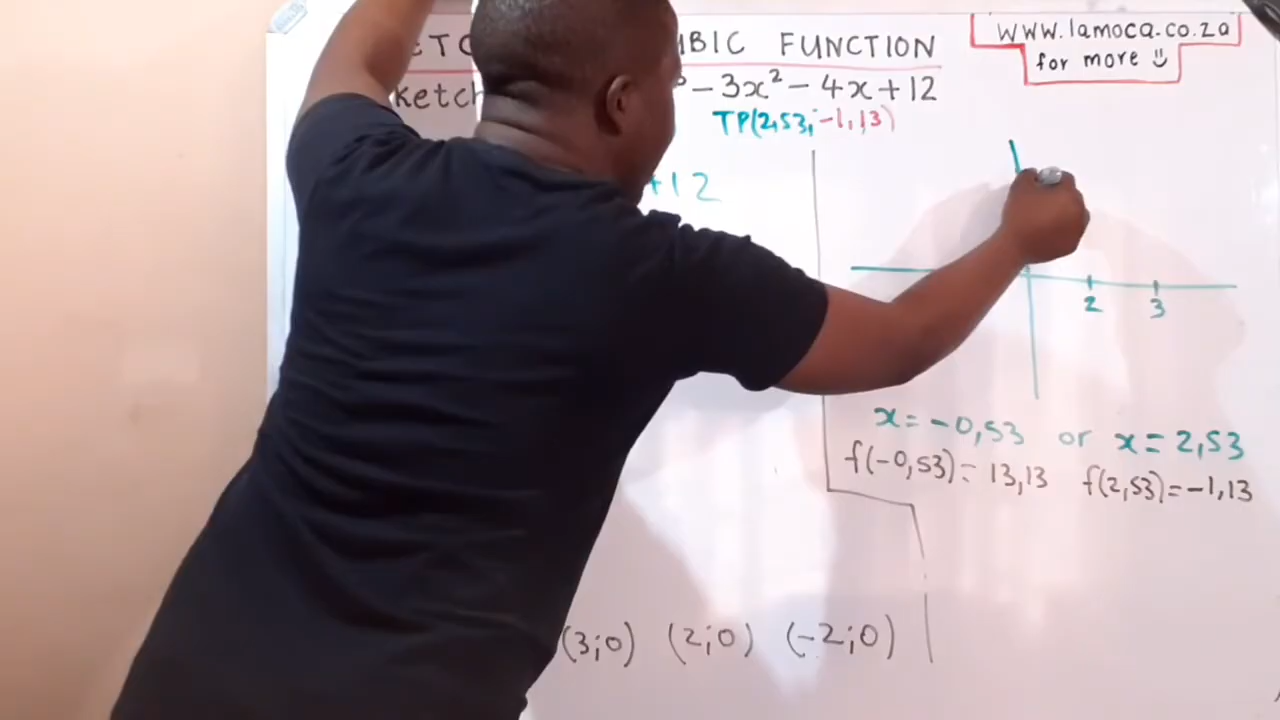 BIC FUNCTION
www.lamoca.co.za
for more
ketch
- 3x² - 4x + 12
TP(2,53; -1,13)
+12
2
3
x = -0,53 or x = 2,53
f(-0,53) = 13,13 f(2,53) = -1,13
(3;0) (2;0) (-2;0)